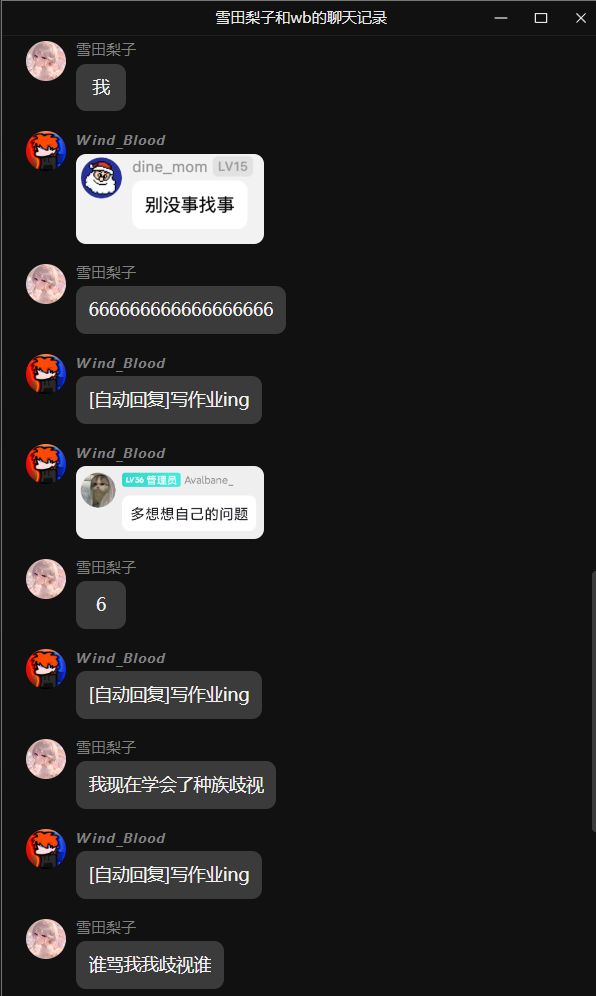 雪田梨子和wb的聊天记录
雪田梨子
我
Wind_Blood
dine_mom LV15
别没事找事
雪田梨子
666666666666666666
Wind_Blood
[自动回复]写作业ing
Wind_Blood
LV36 管理员 Avalbane_
多想想自己的问题
雪田梨子
6
Wind_Blood
[自动回复]写作业ing
雪田梨子
我现在学会了种族歧视
Wind_Blood
[自动回复]写作业ing
雪田梨子
谁骂我我歧视谁